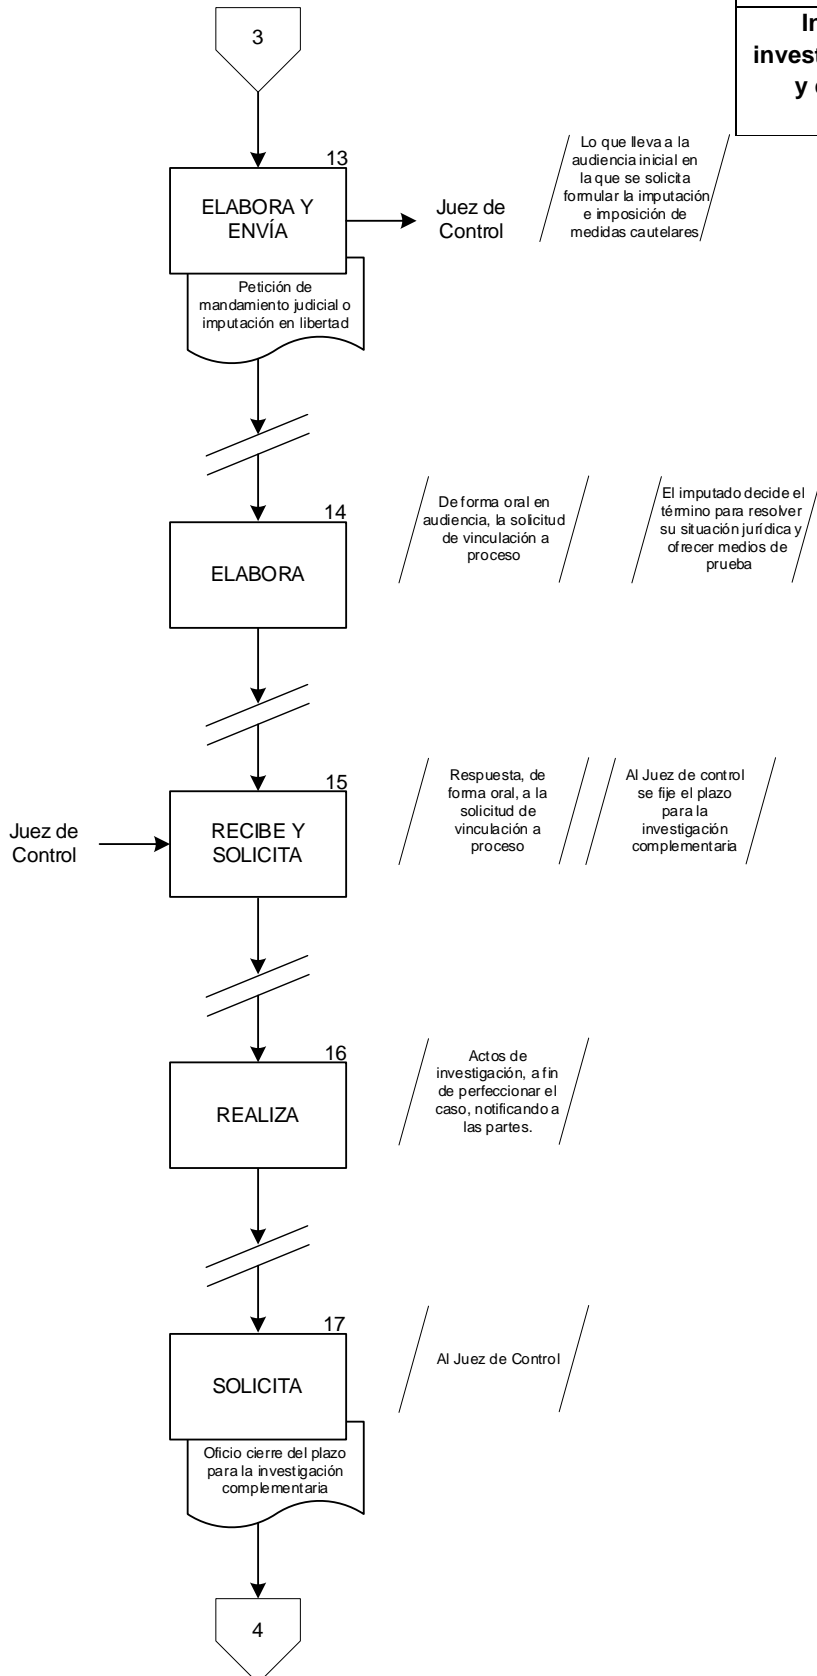 3
invest
y
13
ELABORA Y
ENVÍA
Juez de
Control
Lo que lleva a la
audiencia inicial en
la que se solicita
formular la imputación
e imposición de
medidas cautelares
Petición de
mandamiento judicial o
imputación en libertad
14
ELABORA
De forma oral en
audiencia, la solicitud
de vinculación a
proceso
El imputado decide el
término para resolver
su situación jurídica y
ofrecer medios de
prueba
15
Juez de
Control
RECIBE Y
SOLICITA
Respuesta, de
forma oral, a la
solicitud de
vinculación a
proceso
Al Juez de control
se fije el plazo
para la
investigación
complementaria
16
REALIZA
Actos de
investigación, a fin
de perfeccionar el
caso, notificando a
las partes.
17
SOLICITA
Al Juez de Control
Oficio cierre del plazo
para la investigación
complementaria
4